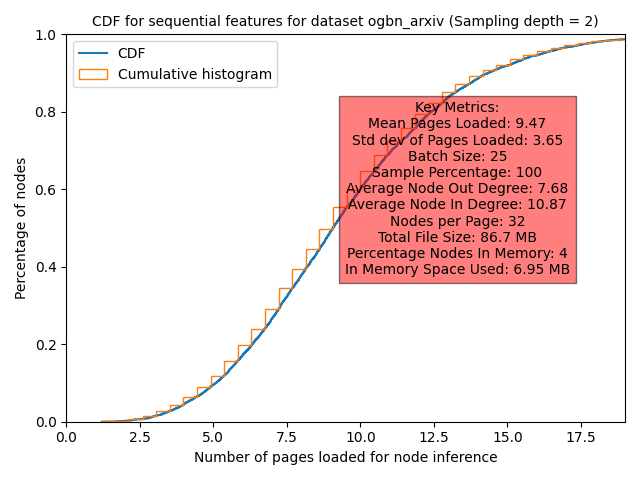 CDF for sequential features for dataset ogbn_arxiv (Sampling depth = 2)
CDF
Cumulative histogram
Key Metrics:
Mean Pages Loaded: 9.47
Std dev of Pages Loaded: 3.65
Batch Size: 25
Sample Percentage: 100
Average Node Out Degree: 7.68
Average Node In Degree: 10.87
Nodes per Page: 32
Total File Size: 86.7 MB
Percentage Nodes In Memory: 4
In Memory Space Used: 6.95 MB
Percentage of nodes
1.0
0.8
0.6
0.4
0.2
0.0
0.0 2.5 5.0 7.5 10.0 12.5 15.0 17.5
Number of pages loaded for node inference